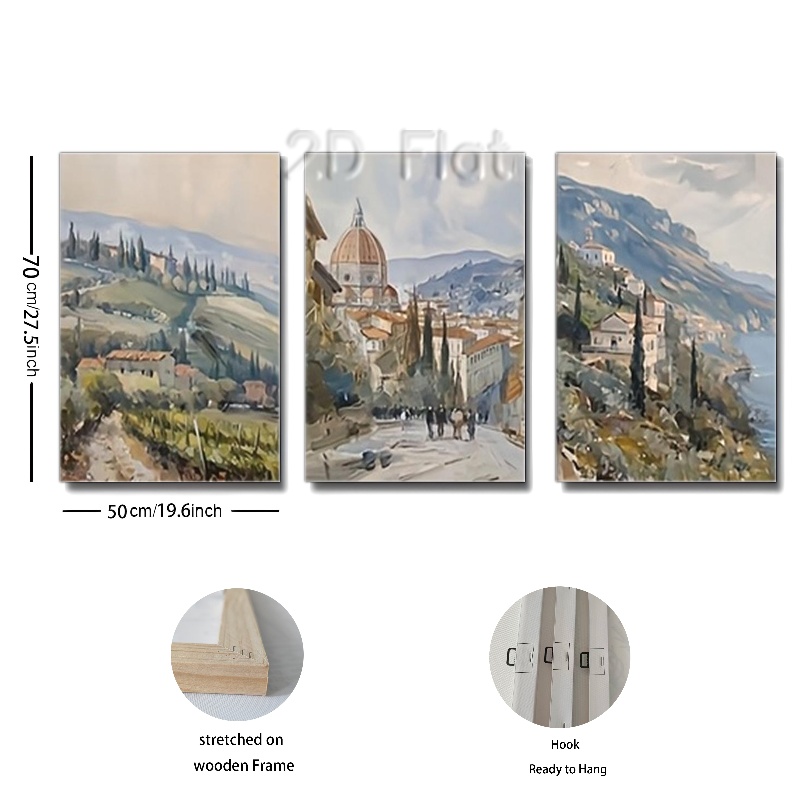 2D Flat
70cm/27.5inch
50cm/19.6inch
stretched on
wooden Frame
Hook
Ready to Hang